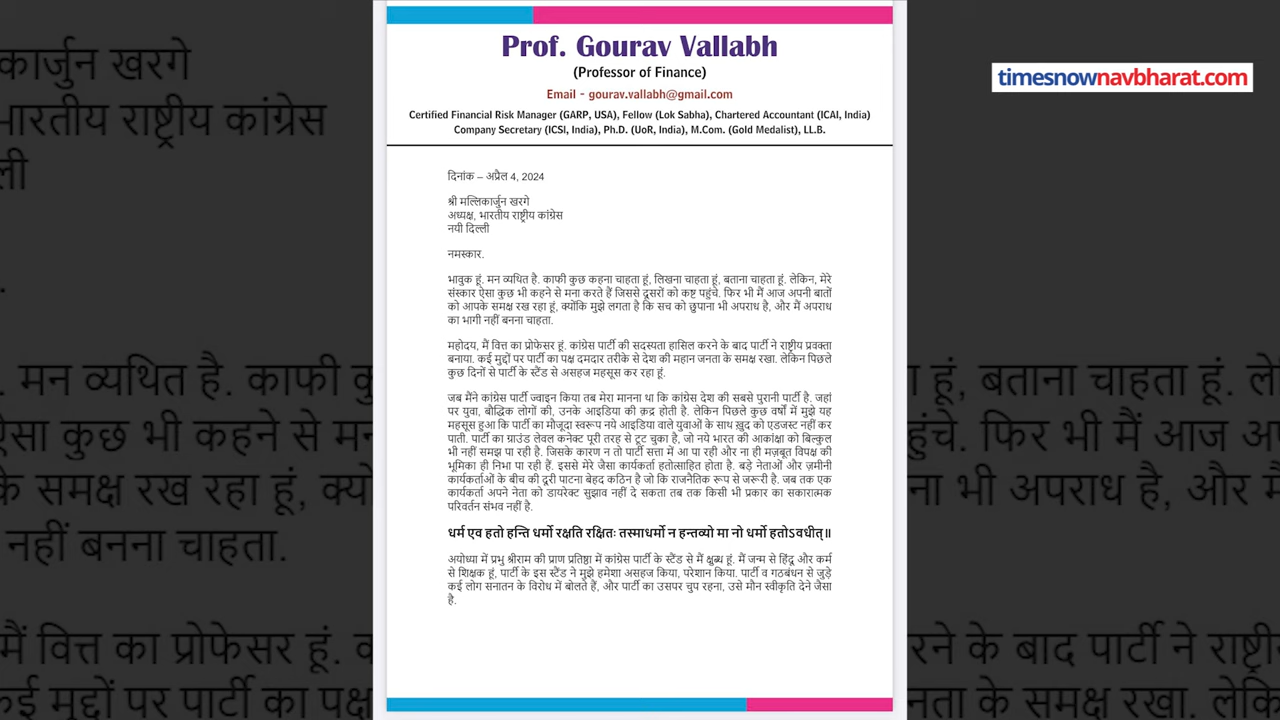 Prof. Gourav Vallabh
(Professor of Finance)
Email - gourav.vallabh@gmail.com
Certified Financial Risk Manager (GARP, USA), Fellow (Lok Sabha), Chartered Accountant (ICAI, India)
Company Secretary (ICSI, India), Ph.D. (UoR, India), M.Com. (Gold Medalist), LL.B.
timesnownavbharat.com
दिनांक – अप्रैल 4, 2024
श्री मल्लिकार्जुन खरगे
अध्यक्ष, भारतीय राष्ट्रीय कांग्रेस
नयी दिल्ली
नमस्कार.
भावुक हूं. मन व्यथित है. काफी कुछ कहना चाहता हूं, लिखना चाहता हूं, बताना चाहता हूं. लेकिन, मेरे
संस्कार ऐसा कुछ भी कहने से मना करते हैं जिससे दूसरों को कष्ट पहुंचे. फिर भी मैं आज अपनी बातों
को आपके समक्ष रख रहा हूं, क्योंकि मुझे लगता है कि सच को छुपाना भी अपराध है, और मैं अपराध
का भागी नहीं बनना चाहता.
महोदय, मैं वित्त का प्रोफेसर हूं. कांग्रेस पार्टी की सदस्यता हासिल करने के बाद पार्टी ने राष्ट्रीय प्रवक्ता
बनाया. कई मुद्दों पर पार्टी का पक्ष दमदार तरीके से देश की महान जनता के समक्ष रखा. लेकिन पिछले
कुछ दिनों से पार्टी के स्टैंड से असहज महसूस कर रहा हूं.
जब मैंने कांग्रेस पार्टी ज्वाइन किया तब मेरा मानना था कि कांग्रेस देश की सबसे पुरानी पार्टी है. जहां
पर युवा, बौद्धिक लोगों की, उनके आइडिया की क़द्र होती है. लेकिन पिछले कुछ वर्षों में मुझे यह
महसूस हुआ कि पार्टी का मौजूदा स्वरूप नये आइडिया वाले युवाओं के साथ ख़ुद को एडजस्ट नहीं कर
पाती. पार्टी का ग्राउंड लेवल कनेक्ट पूरी तरह से टूट चुका है, जो नये भारत की आकांक्षा को बिल्कुल
भी नहीं समझ पा रही है. जिसके कारण न तो पार्टी सत्ता में आ पा रही और ना ही मज़बूत विपक्ष की
भूमिका ही निभा पा रही हैं. इससे मेरे जैसा कार्यकर्ता हतोत्साहित होता है. बड़े नेताओं और ज़मीनी
कार्यकर्ताओं के बीच की दूरी पाटना बेहद कठिन है जो कि राजनैतिक रूप से जरूरी है. जब तक एक
कार्यकर्ता अपने नेता को डायरेक्ट सुझाव नहीं दे सकता तब तक किसी भी प्रकार का सकारात्मक
परिवर्तन संभव नहीं है.
धर्म एव हतो हन्ति धर्मो रक्षति रक्षितः तस्माधर्मो न हन्तव्यो मा नो धर्मो हतोऽवधीत्॥
अयोध्या में प्रभु श्रीराम की प्राण प्रतिष्ठा में कांग्रेस पार्टी के स्टैंड से मैं क्षुब्ध हूं. मैं जन्म से हिंदू और कर्म
से शिक्षक हूं, पार्टी के इस स्टैंड ने मुझे हमेशा असहज किया, परेशान किया. पार्टी व गठबंधन से जुड़े
कई लोग सनातन के विरोध में बोलते हैं, और पार्टी का उसपर चुप रहना, उसे मौन स्वीकृति देने जैसा
है.